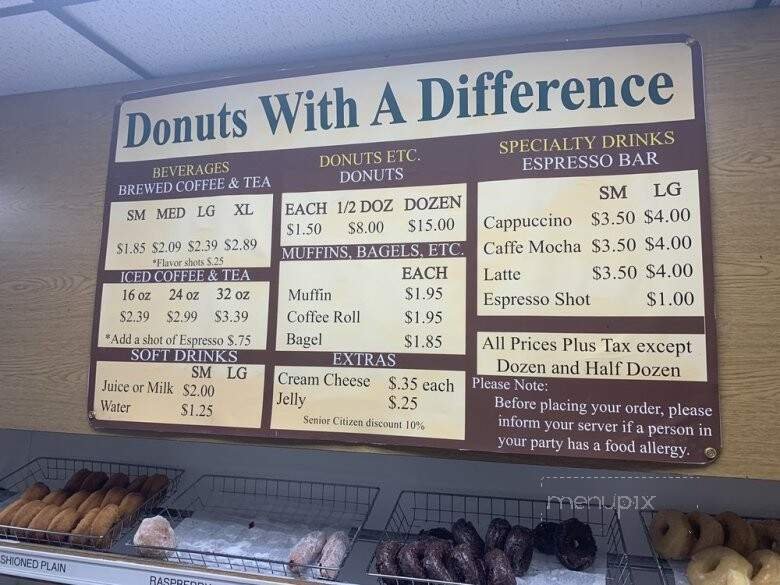 Donuts With A Difference
BEVERAGES
BREWED COFFEE & TEA
SM MED LG XL
$1.85 $2.09 $2.39 $2.89
*Flavor shots $.25
ICED COFFEE & TEA
16 oz 24 oz 32 oz
$2.39 $2.99 $3.39
*Add a shot of Espresso $.75
SOFT DRINKS
SM LG
Juice or Milk $2.00
Water $1.25
DONUTS ETC.
DONUTS
EACH 1/2 DOZ DOZEN
$1.50 $8.00 $15.00
MUFFINS, BAGELS, ETC.
EACH
Muffin $1.95
Coffee Roll $1.95
Bagel $1.85
EXTRAS
Cream Cheese $.35 each
Jelly $.25
Senior Citizen discount 10%
SPECIALTY DRINKS
ESPRESSO BAR
SM LG
Cappuccino $3.50 $4.00
Caffe Mocha $3.50 $4.00
Latte $3.50 $4.00
Espresso Shot $1.00
All Prices Plus Tax except
Dozen and Half Dozen
Please Note:
Before placing your order, please
inform your server if a person in
your party has a food allergy.
menupix
SHIONED PLAIN
RASPBERRY